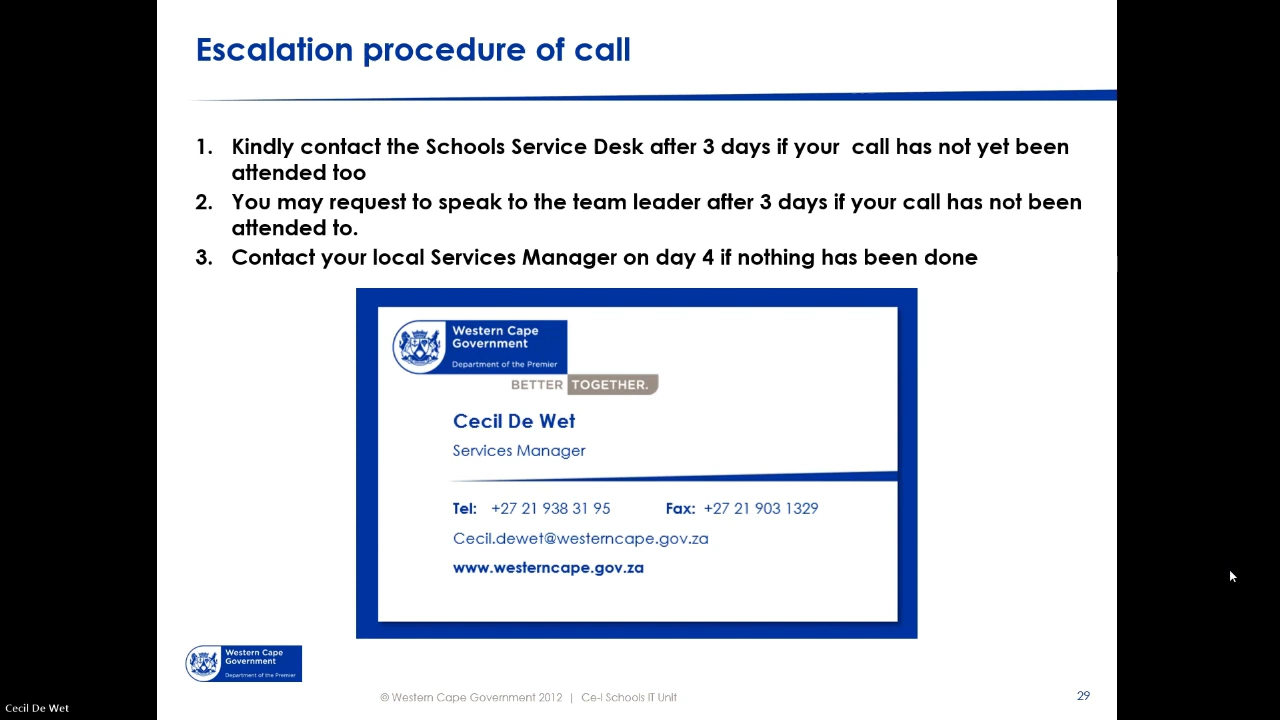 Escalation procedure of call
1. Kindly contact the Schools Service Desk after 3 days if your  call has not yet been
attended too
2. You may request to speak to the team leader after 3 days if your call has not been
attended to.
3. Contact your local Services Manager on day 4 if nothing has been done
Western Cape
Government
Department of the Premier
BETTER TOGETHER.
Cecil De Wet
Services Manager
Tel: +27 21 938 31 95 Fax: +27 21 903 1329
Cecil.dewet@westerncape.gov.za
www.westerncape.gov.za
Western Cape
Government
Department of the Premier
© Western Cape Government 2012 | Ce-I Schools IT Unit
29
Cecil De Wet